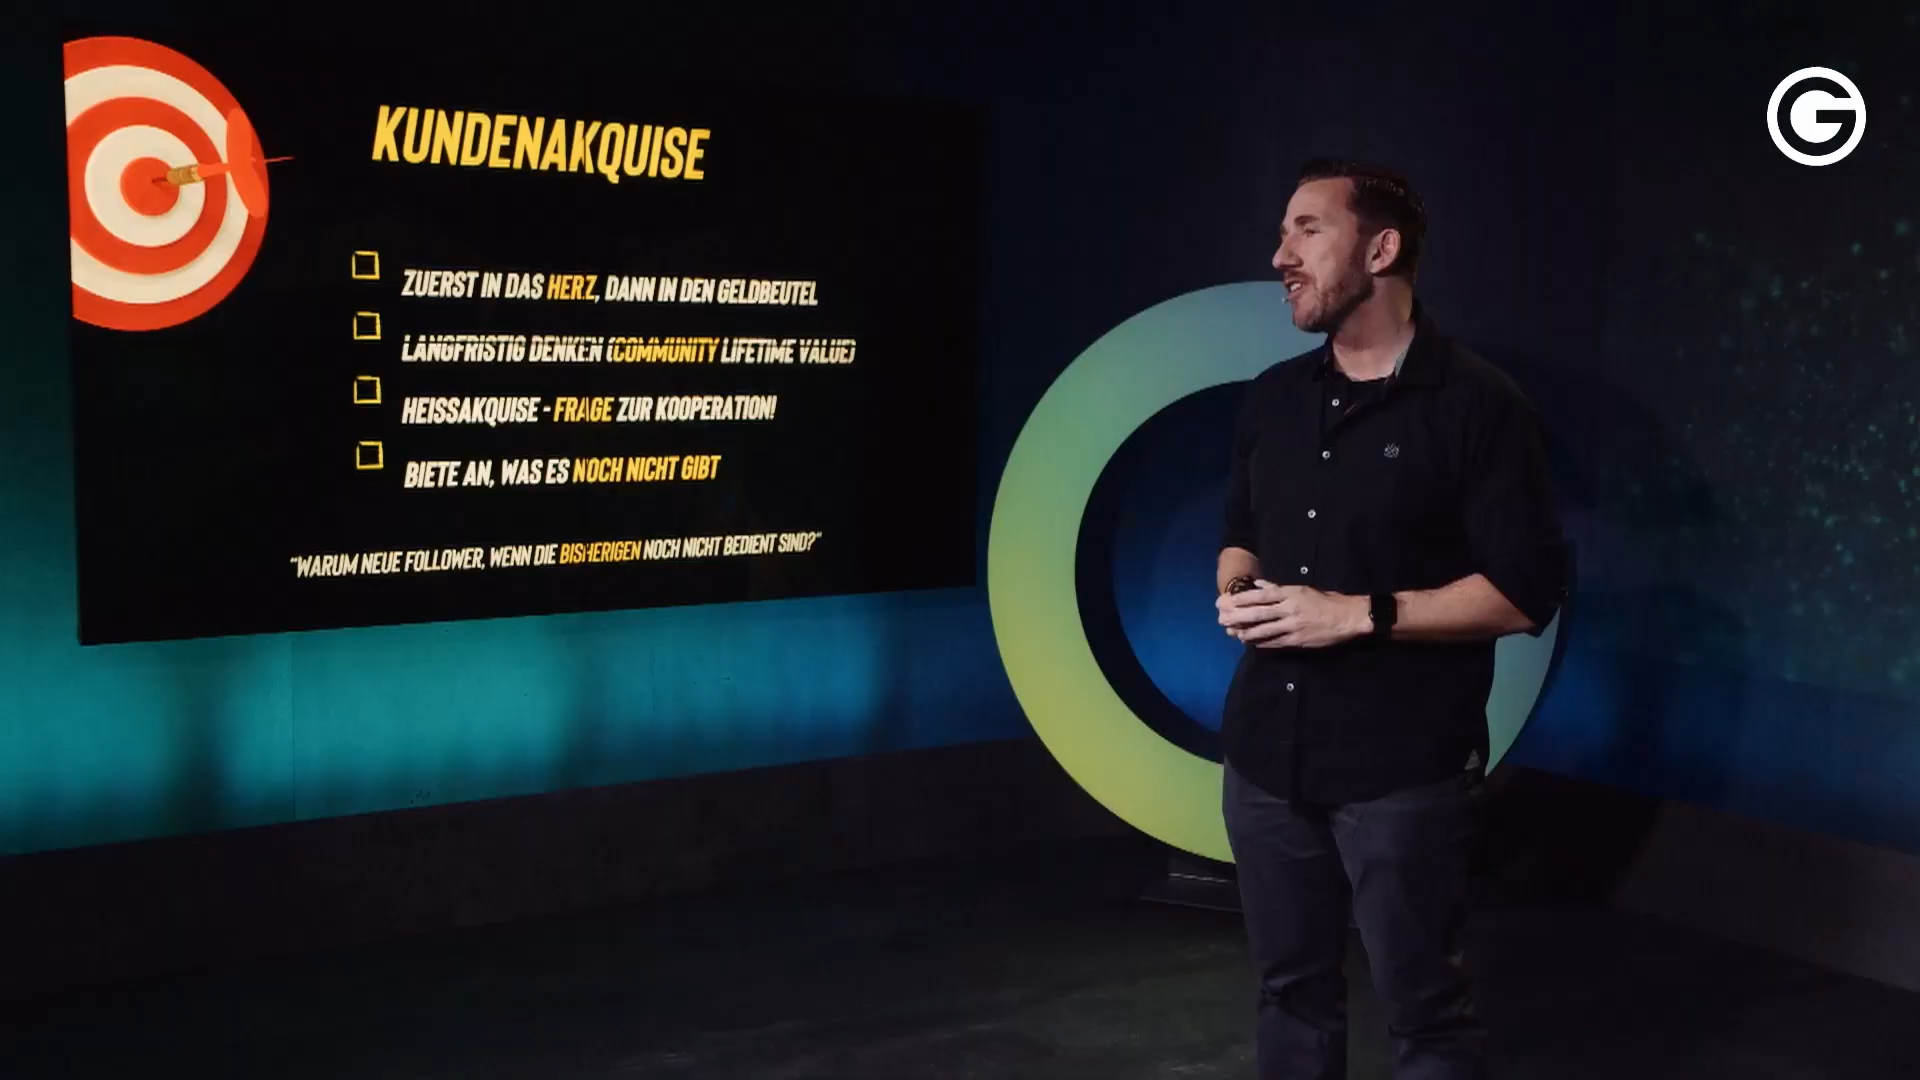 KUNDENAKQUISE
ZUERST IN DAS HERZ, DANN IN DEN GELDBEUTEL
LANGFRISTIG DENKEN (COMMUNITY LIFETIME VALUE)
HEISSAKQUISE - FRAGE ZUR KOOPERATION!
BIETE AN, WAS ES NOCH NICHT GIBT
"WARUM NEUE FOLLOWER, WENN DIE BISHERIGEN NOCH NICHT BEDIENT SIND?"
G